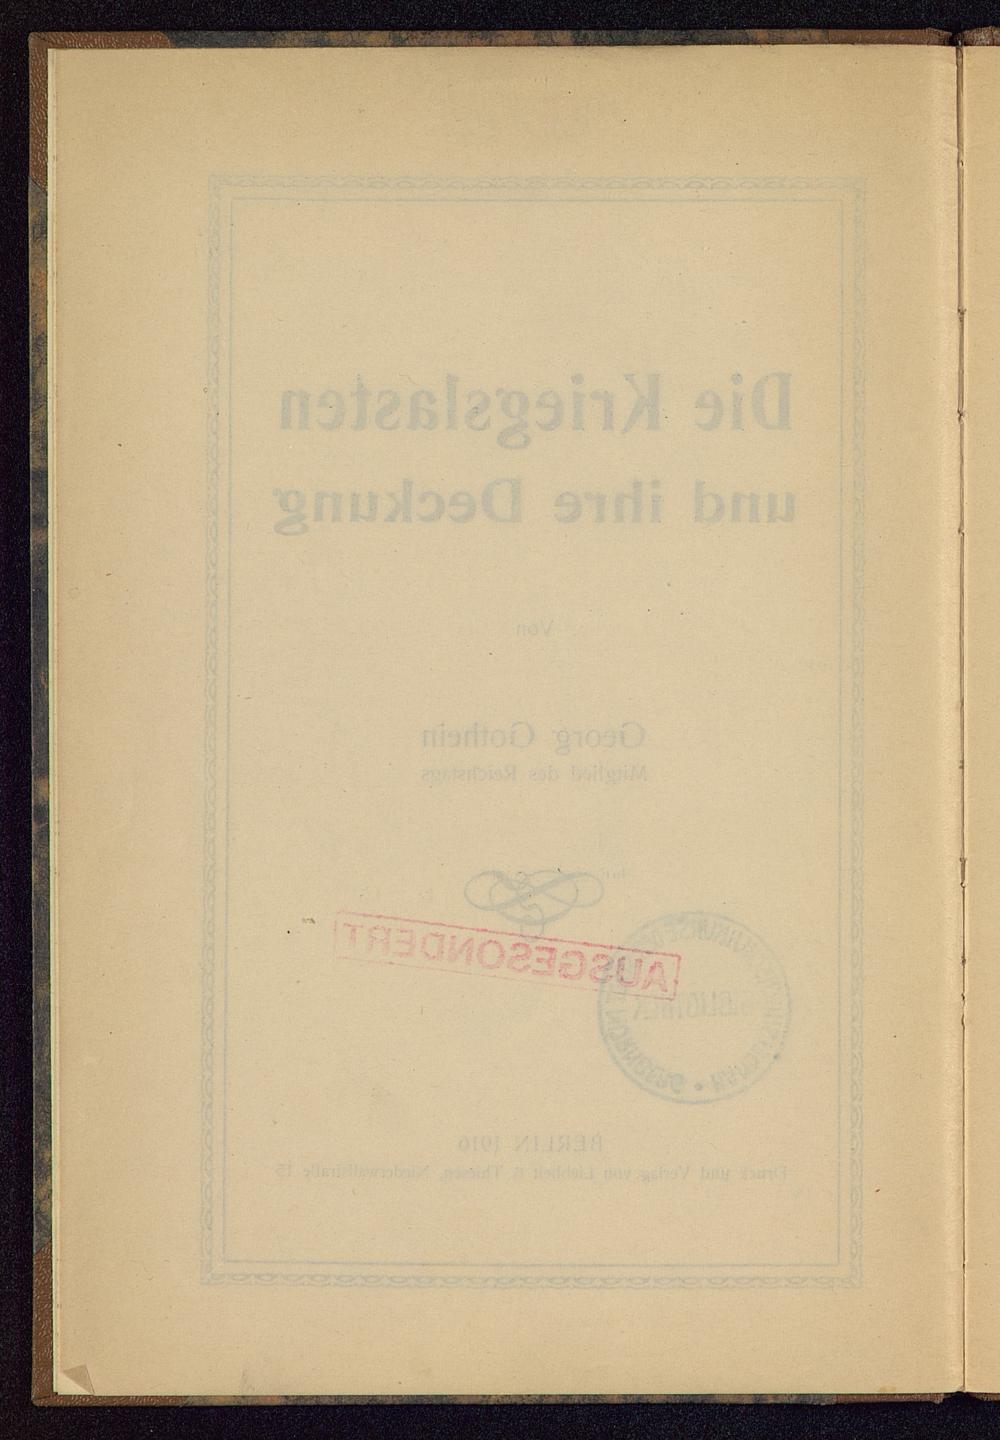 Die Kriegslasten
und ihre Deckung
Von
Georg Gothein
Mitglied des Reichstags
AUSGESONDERT
BIBLIOTHEK
BERLIN 1916
Druck und Verlag von Liebheit & Thiesen, Niederwallstraße 15